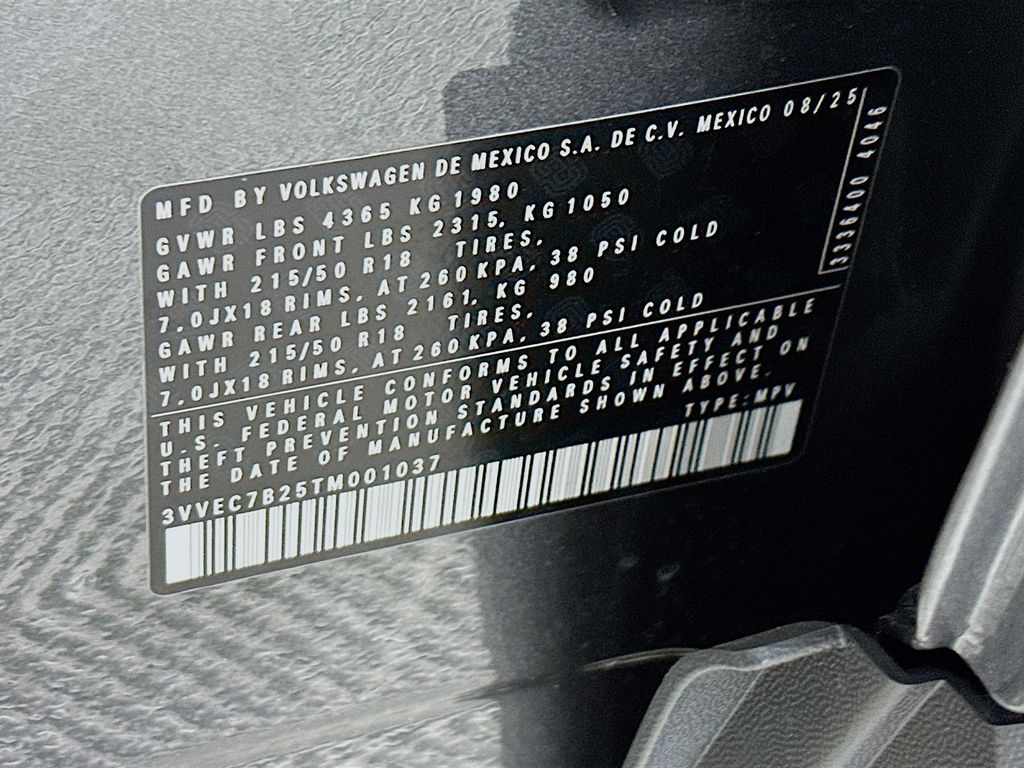 MFD BY VOLKSWAGEN DE MEXICO S.A. DE C.V. MEXICO 08/25
GVWR LBS 4365 KG 1980
GAWR FRONT LBS 2315, KG 1050
WITH 215/50 R18 TIRES,
7.0JX18 RIMS, AT 260 KPA, 38 PSI COLD
GAWR REAR LBS 2161, KG 980
WITH 215/50 R18 TIRES,
7.0JX18 RIMS, AT 260 KPA, 38 PSI COLD
THIS VEHICLE CONFORMS TO ALL APPLICABLE
U.S. FEDERAL MOTOR VEHICLE SAFETY AND
THEFT PREVENTION STANDARDS IN EFFECT ON
THE DATE OF MANUFACTURE SHOWN ABOVE.
3VVEC7B25TM001037 TYPE: MPV
4046